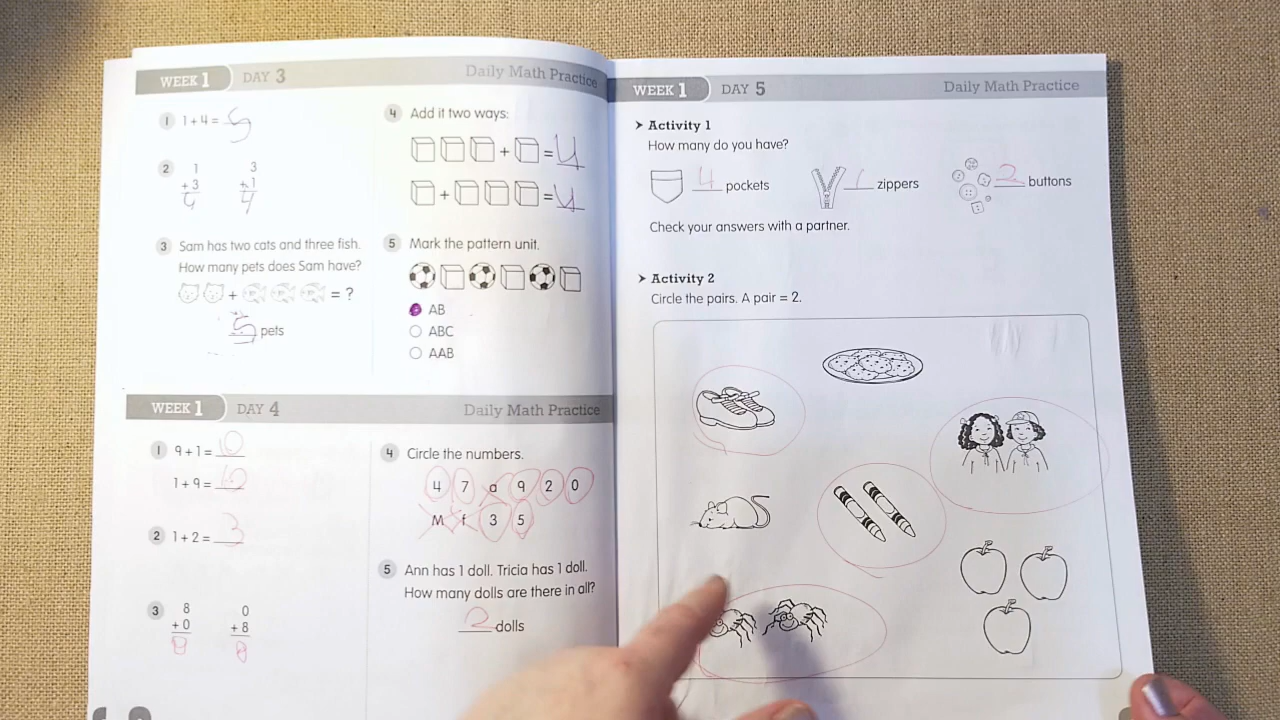 WEEK 1 DAY 3 Daily Math Practice
1 1 + 4 = 5
2 1 3
+ 3 + 1
4 4
3 Sam has two cats and three fish.
How many pets does Sam have?
+ = ?
5 pets
4 Add it two ways:
+ = 4
+ = 4
5 Mark the pattern unit.
AB
ABC
AAB
WEEK 1 DAY 4 Daily Math Practice
1 9 + 1 = 10
1 + 9 = 10
2 1 + 2 = 3
3 8 0
+ 0 + 8
8 8
4 Circle the numbers.
4 7 a 9 2 0
M f 3 5
5 Ann has 1 doll. Tricia has 1 doll.
How many dolls are there in all?
2 dolls
WEEK 1 DAY 5 Daily Math Practice
Activity 1
How many do you have?
4 pockets 1 zippers 2 buttons
Check your answers with a partner.
Activity 2
Circle the pairs. A pair = 2.